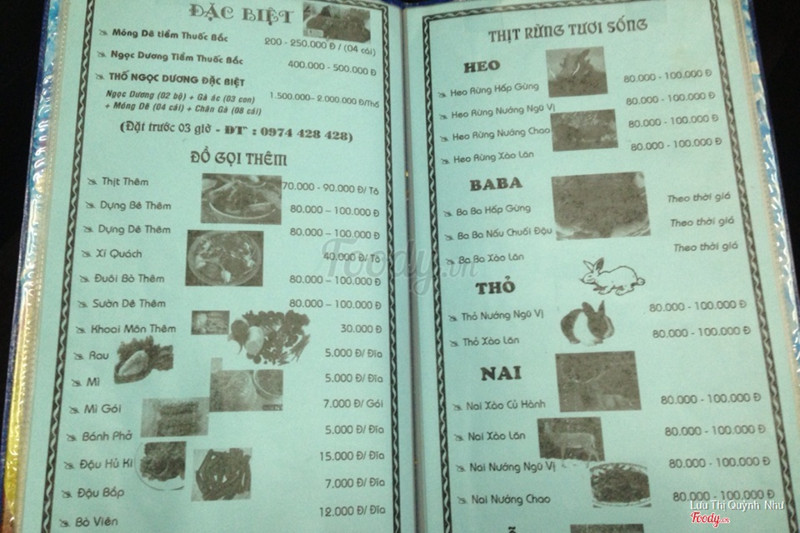 ĐẶC BIỆT
Móng Dê tiềm Thuốc Bắc 200 - 250.000 Đ / (04 cái)
Ngọc Dương Tiềm Thuốc Bắc 400.000 - 500.000 Đ
THỐ NGỌC DƯƠNG ĐẶC BIỆT
Ngọc Dương (02 bộ) + Gà ác (03 con) 1.500.000– 2.000.000 Đ/Thố
+ Móng Dê (04 cái) + Chân Gà (08 cái)
(Đặt trước 03 giờ - ĐT : 0974 428 428)
ĐỒ GỌI THÊM
Thịt Thêm 70.000 - 90.000 Đ/ Tô
Dựng Bê Thêm 80.000 – 100.000 Đ
Dựng Dê Thêm 80.000 – 100.000 Đ
Xí Quách 40.000 Đ/ Tô
Đuôi Bò Thêm 80.000 – 100.000 Đ
Sườn Dê Thêm 80.000 – 100.000 Đ
Khoai Môn Thêm 30.000 Đ
Rau 5.000 Đ/ Đĩa
Mì 5.000 Đ/ Đĩa
Mì Gói 7.000 Đ/ Gói
Bánh Phở 5.000 Đ/ Đĩa
Đậu Hủ Ki 15.000 Đ/ Đĩa
Đậu Bắp 7.000 Đ/ Đĩa
Bò Viên 12.000 Đ/ Đĩa
THỊT RỪNG TƯƠI SỐNG
HEO
Heo Rừng Hấp Gừng 80.000 - 100.000 Đ
Heo Rừng Nướng Ngũ Vị 80.000 - 100.000 Đ
Heo Rừng Nướng Chao 80.000 - 100.000 Đ
Heo Rừng Xào Lăn 80.000 - 100.000 Đ
BABA
Ba Ba Hấp Gừng Theo thời giá
Ba Ba Nấu Chuối Đậu Theo thời giá
Ba Ba Xào Lăn Theo thời giá
THỎ
Thỏ Nướng Ngũ Vị 80.000 - 100.000 Đ
Thỏ Xào Lăn 80.000 - 100.000 Đ
NAI
Nai Xào Củ Hành 80.000 - 100.000 Đ
Nai Xào Lăn 80.000 - 100.000 Đ
Nai Nướng Ngũ Vị 80.000 - 100.000 Đ
Nai Nướng Chao 80.000 - 100.000 Đ
Foody.vn
Lưu Thị Quỳnh Như
Foody.vn